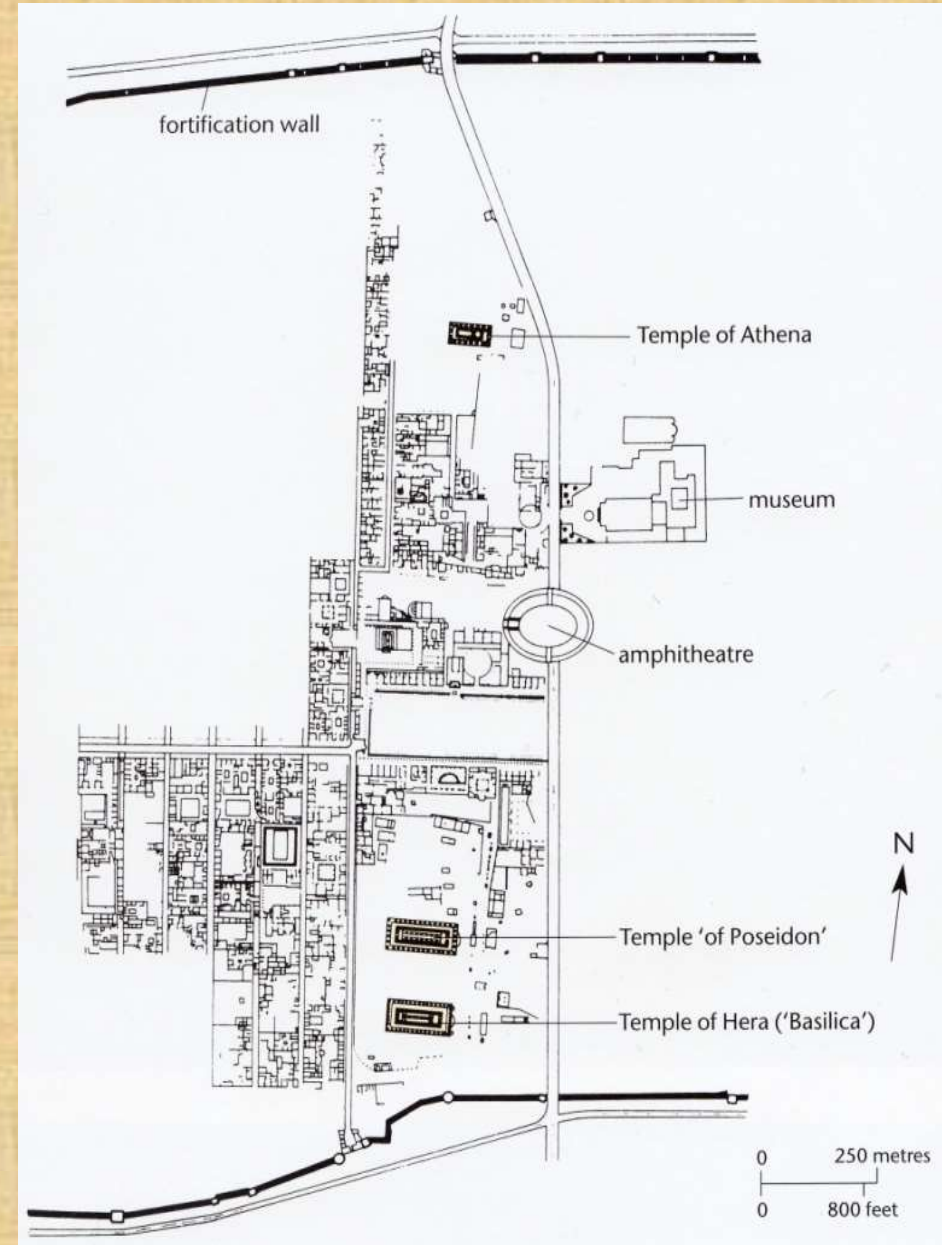 fortification wall
Temple of Athena
museum
amphitheatre
N
Temple ‘of Poseidon’
Temple of Hera (‘Basilica’)
0 250 metres
0 800 feet